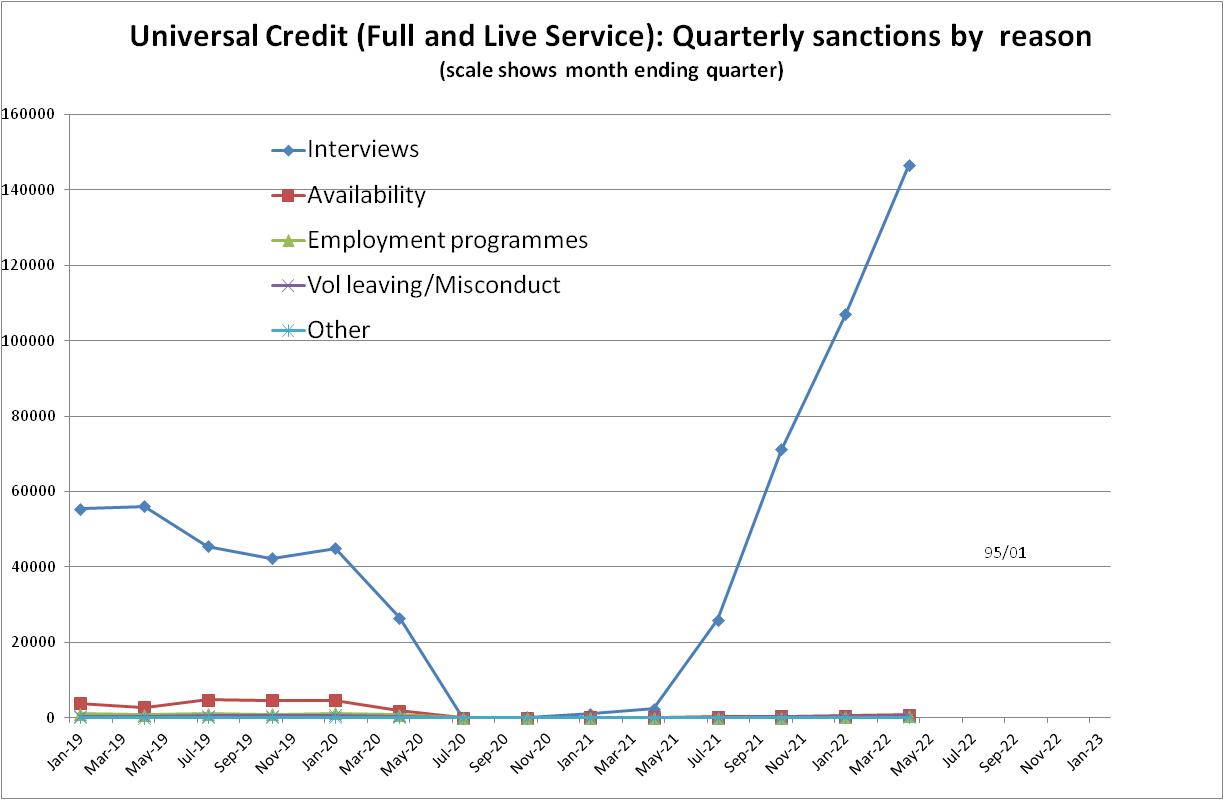 Universal Credit (Full and Live Service): Quarterly sanctions by  reason
(scale shows month ending quarter)
160000
140000
120000
100000
80000
60000
40000
20000
0
Interviews
Availability
Employment programmes
Vol leaving/Misconduct
Other
95/01
Jan-19
Mar-19
May-19
Jul-19
Sep-19
Nov-19
Jan-20
Mar-20
May-20
Jul-20
Sep-20
Nov-20
Jan-21
Mar-21
May-21
Jul-21
Sep-21
Nov-21
Jan-22
Mar-22
May-22
Jul-22
Sep-22
Nov-22
Jan-23